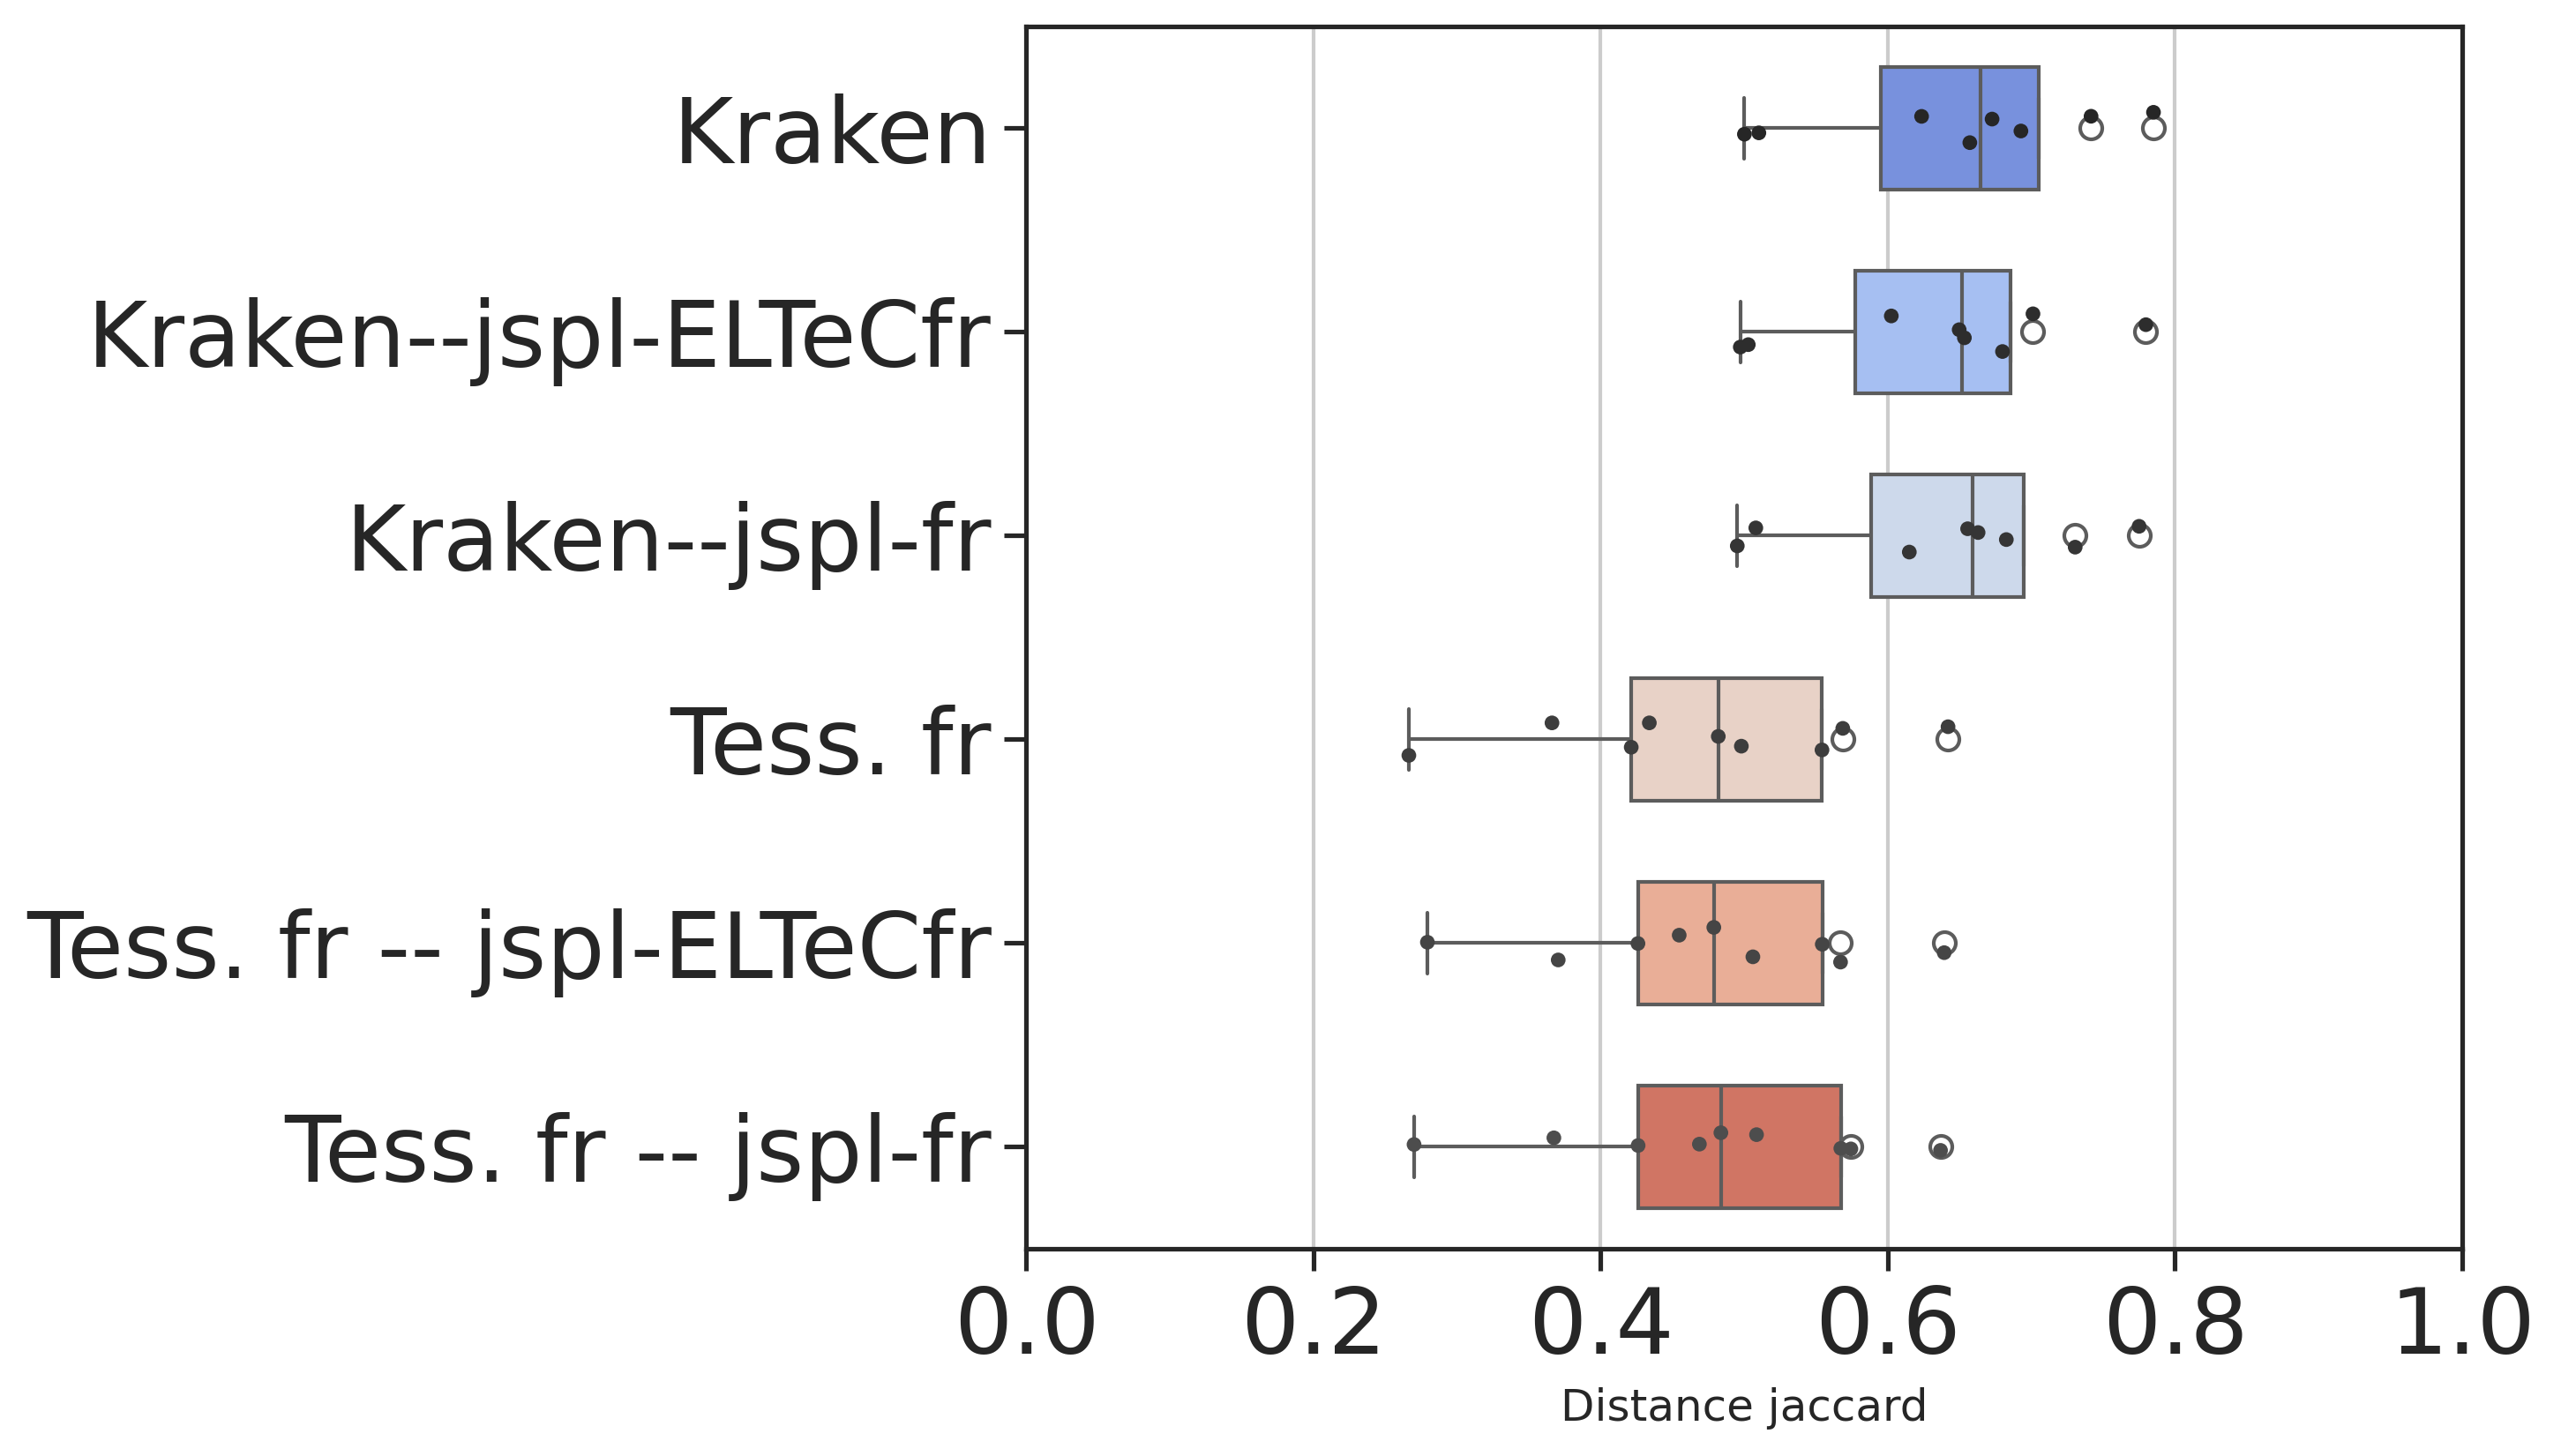 Kraken
Kraken--jspl-ELTeCfr
Kraken--jspl-fr
Tess. fr
Tess. fr -- jspl-ELTeCfr
Tess. fr -- jspl-fr
0.0 0.2 0.4 0.6 0.8 1.0
Distance jaccard